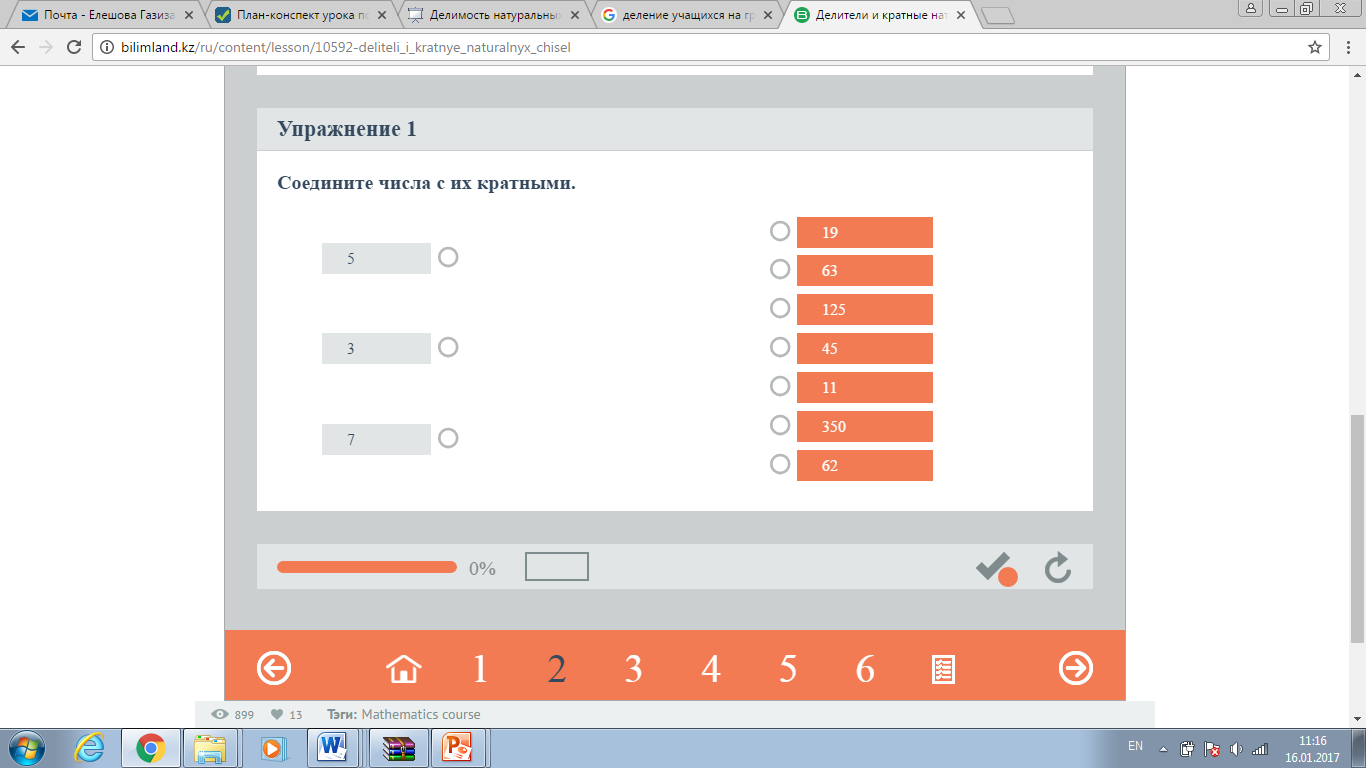 Почта - Елешова Газиза
План-конспект урока по
Делимость натуральных
деление учащихся на гр
Делители и кратные нат
bilimland.kz/ru/content/lesson/10592-deliteli_i_kratnye_naturalnyx_chisel
Упражнение 1
Соедините числа с их кратными.
5
3
7
19
63
125
45
11
350
62
0%
1 2 3 4 5 6
899 13 Тэги: Mathematics course
EN 11:16
16.01.2017